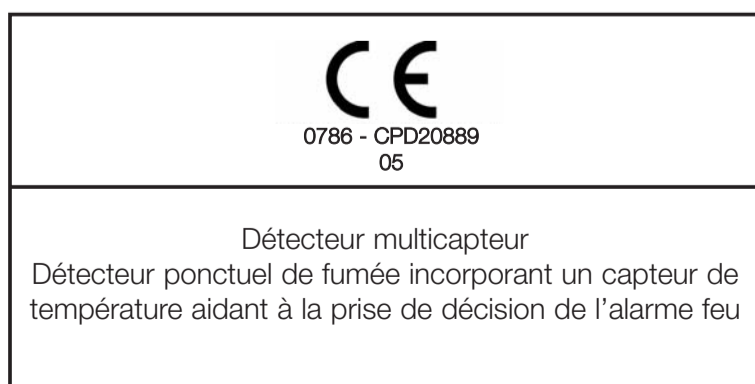 CE
0786 - CPD20889
05
Détecteur multicapteur
Détecteur ponctuel de fumée incorporant un capteur de
température aidant à la prise de décision de l'alarme feu